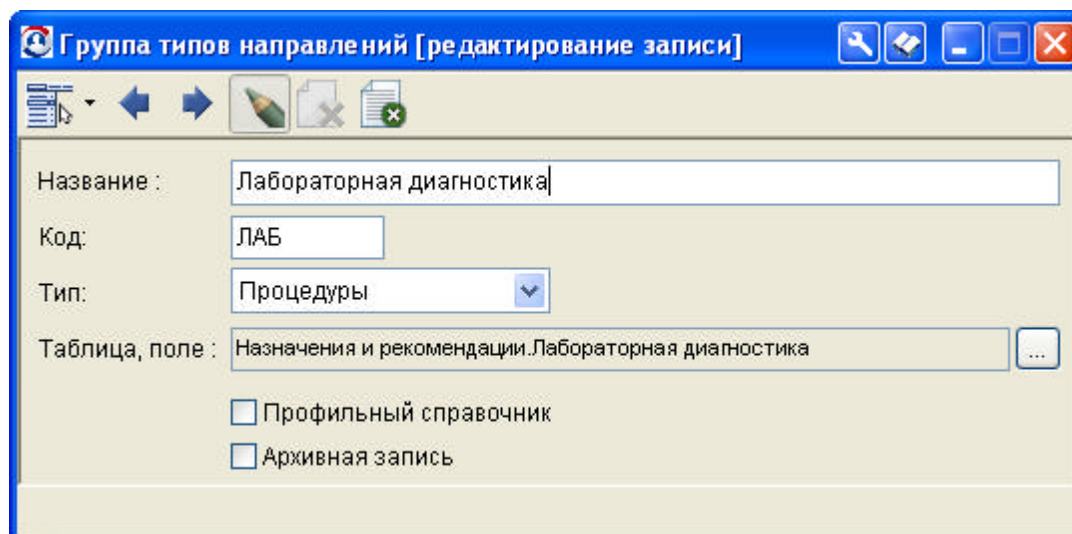 Группа типов направлений [редактирование записи]
Название :
Лабораторная диагностика
Код:
ЛАБ
Тип:
Процедуры
Таблица, поле :
Назначения и рекомендации.Лабораторная диагностика
...
Профильный справочник
Архивная запись